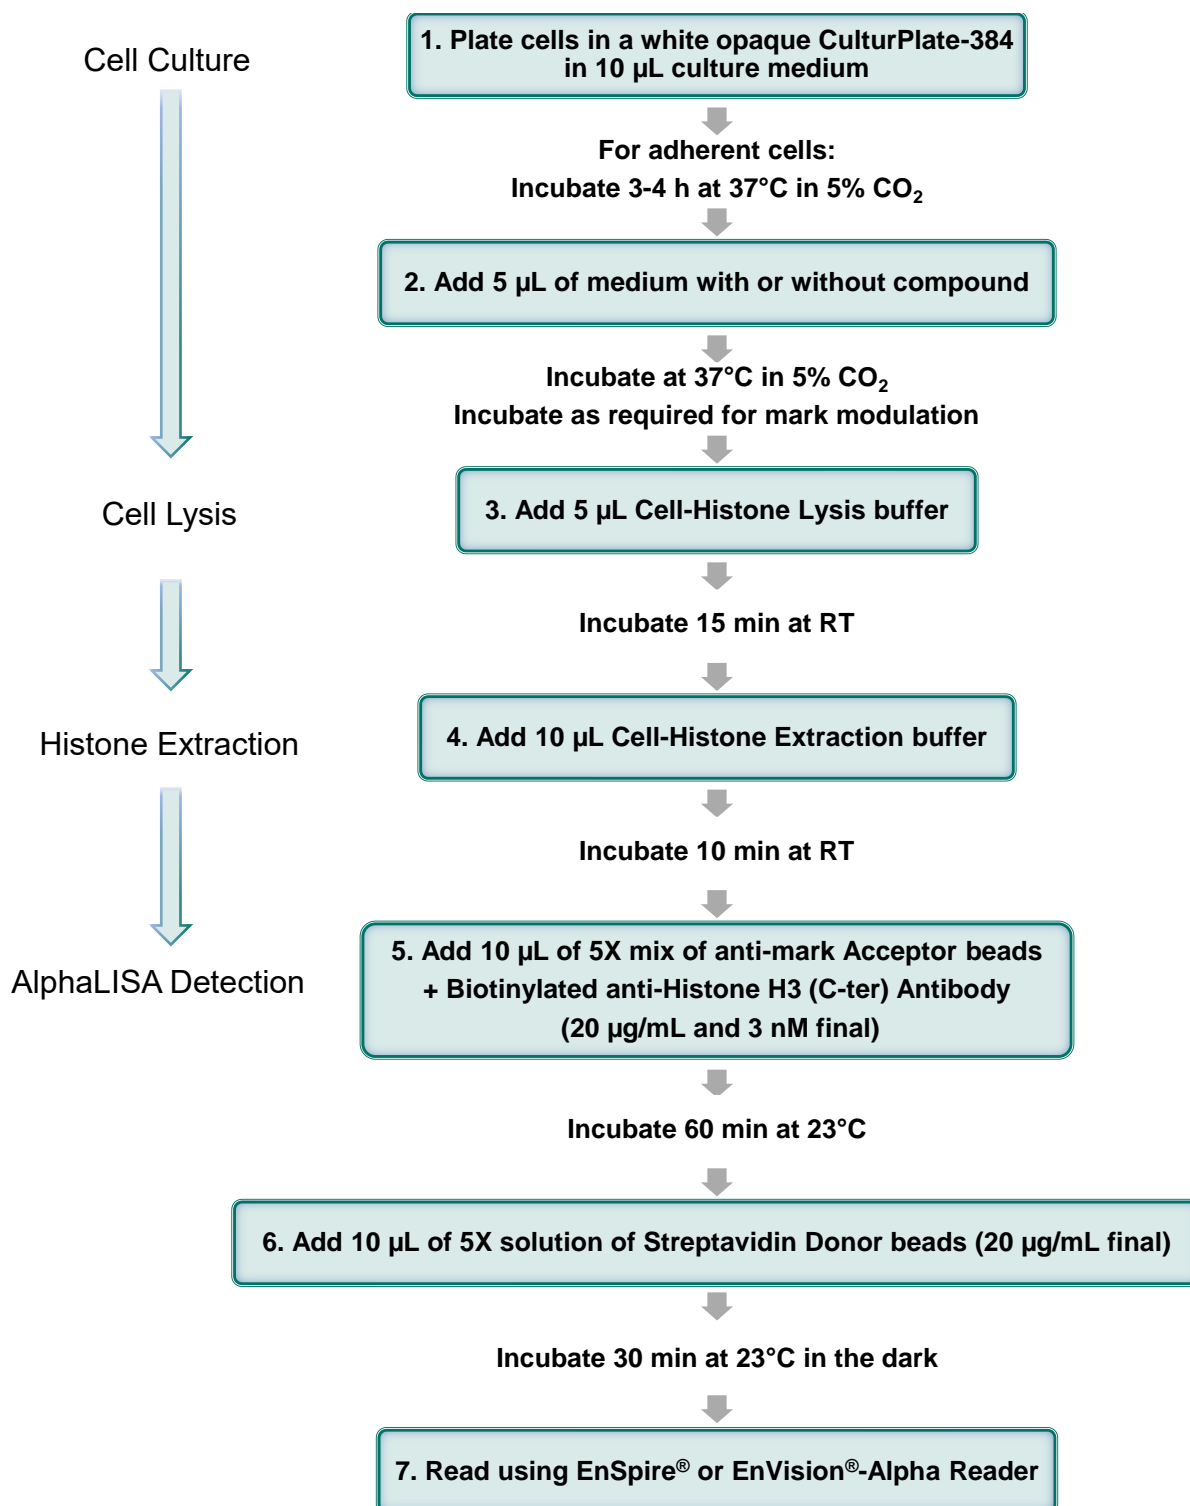 Cell Culture
1. Plate cells in a white opaque CulturPlate-384
in 10 µL culture medium
For adherent cells:
Incubate 3-4 h at 37°C in 5% CO₂
2. Add 5 µL of medium with or without compound
Incubate at 37°C in 5% CO₂
Incubate as required for mark modulation
Cell Lysis
3. Add 5 µL Cell-Histone Lysis buffer
Incubate 15 min at RT
Histone Extraction
4. Add 10 µL Cell-Histone Extraction buffer
Incubate 10 min at RT
AlphaLISA Detection
5. Add 10 µL of 5X mix of anti-mark Acceptor beads
+ Biotinylated anti-Histone H3 (C-ter) Antibody
(20 µg/mL and 3 nM final)
Incubate 60 min at 23°C
6. Add 10 µL of 5X solution of Streptavidin Donor beads (20 µg/mL final)
Incubate 30 min at 23°C in the dark
7. Read using EnSpire® or EnVision®-Alpha Reader